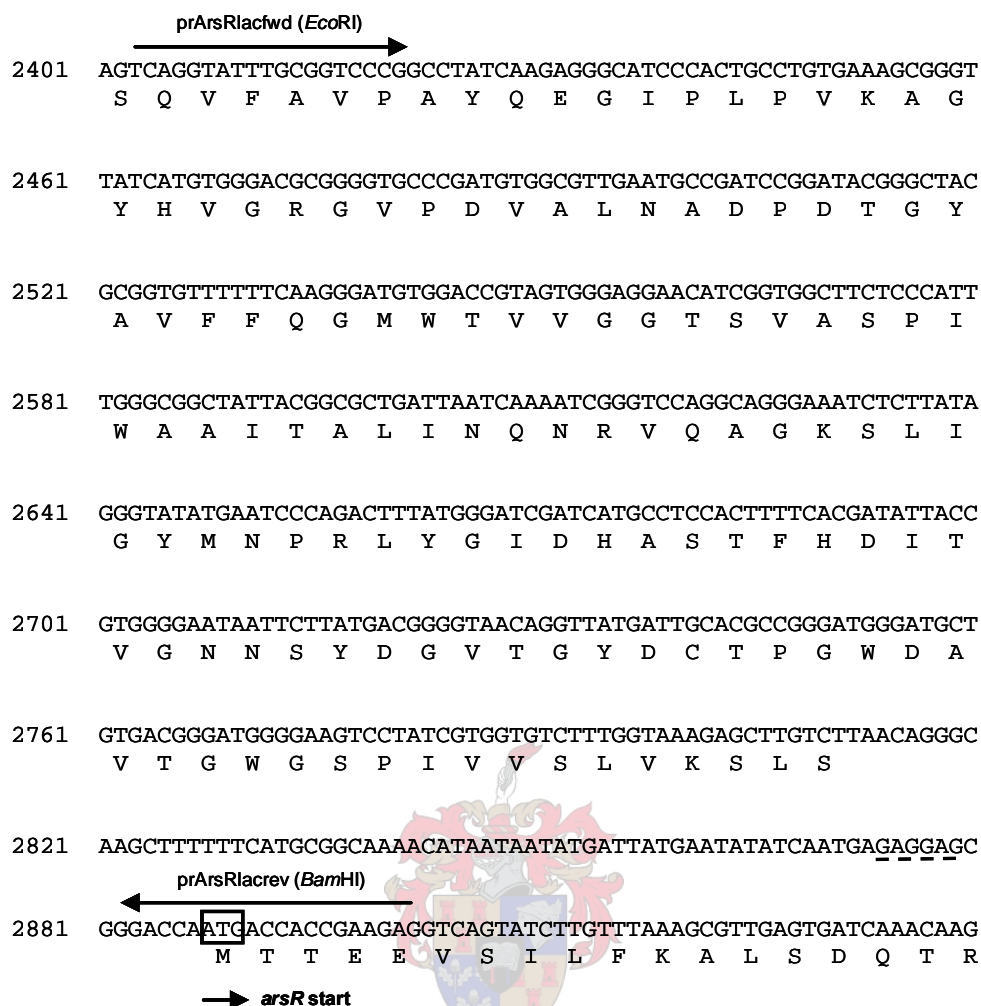 prArsRlacfwd (EcoRI)
2401 AGTCAGGTATTTGCGGTCCCGGCCTATCAAGAGGGCATCCCACTGCCTGTGAAAGCGGGT
S Q V F A V P A Y Q E G I P L P V K A G
2461 TATCATGTGGGACGCGGGGTGCCCGATGTGGCGTTGAATGCCGATCCGGATACGGGCTAC
Y H V G R G V P D V A L N A D P D T G Y
2521 GCGGTGTTTTTTCAAGGGATGTGGACCGTAGTGGGAGGAACATCGGTGGCTTCTCCCATT
A V F F Q G M W T V V G G T S V A S P I
2581 TGGGCGGCTATTACGGCGCTGATTAATCAAAATCGGGTCCAGGCAGGGAAATCTCTTATA
W A A I T A L I N Q N R V Q A G K S L I
2641 GGGTATATGAATCCCAGACTTTATGGGATCGATCATGCCTCCACTTTTCACGATATTACC
G Y M N P R L Y G I D H A S T F H D I T
2701 GTGGGGAATAATTCTTATGACGGGGTAACAGGTTATGATTGCACGCCGGGATGGGATGCT
V G N N S Y D G V T G Y D C T P G W D A
2761 GTGACGGGATGGGGAAGTCCTATCGTGGTGTCTTTGGTAAAGAGCTTGTCTTAACAGGGC
V T G W G S P I V V S L V K S L S
2821 AAGCTTTTTTCATGCGGCAAAACATAATAATATGATTATGAATATATCAATGAGAGGAGC
prArsRlacrev (BamHI)
2881 GGGACCAATGACCACCGAAGAGGTCAGTATCTTGTTTAAAGCGTTGAGTGATCAAACAAG
M T T E E V S I L F K A L S D Q T R
arsR start